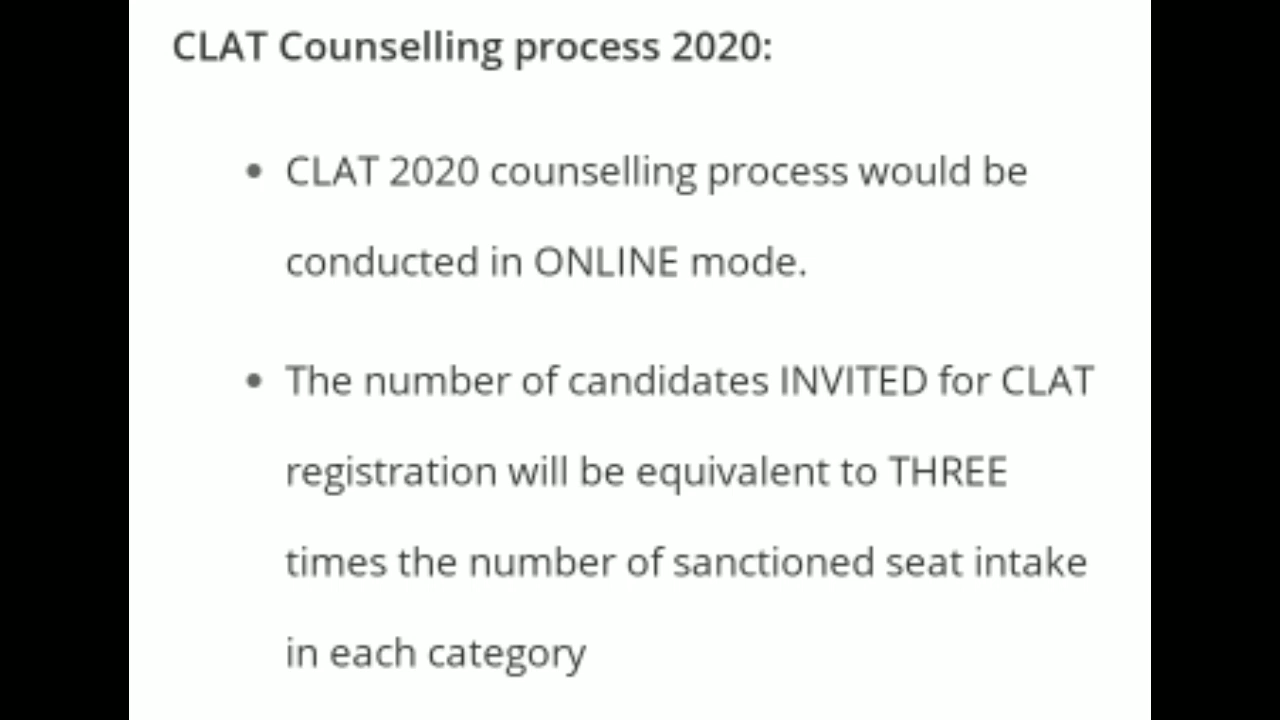 CLAT Counselling process 2020:
• CLAT 2020 counselling process would be
conducted in ONLINE mode.
• The number of candidates INVITED for CLAT
registration will be equivalent to THREE
times the number of sanctioned seat intake
in each category